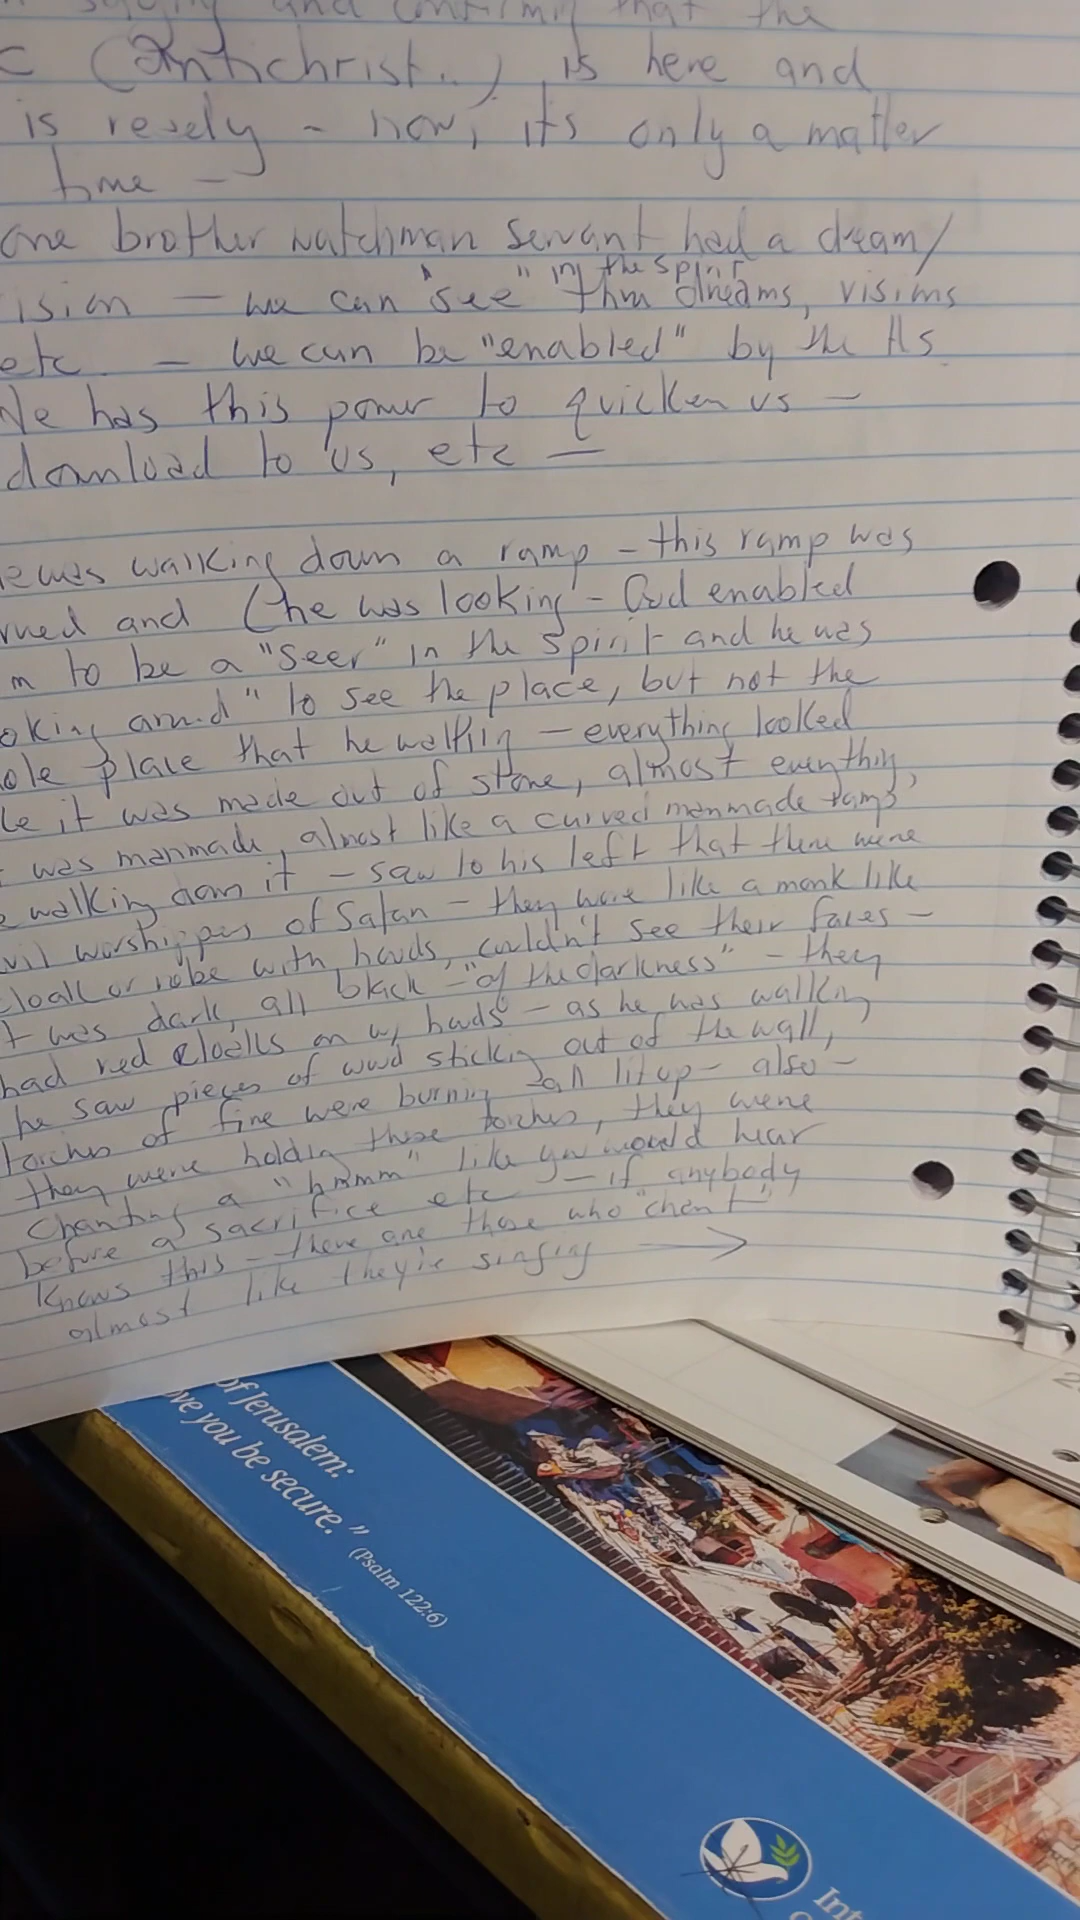 saying and confirming that the
C (Antichrist..) is here and
is ready - now, it's only a matter
time -
one brother watchman servant had a dream/
ision - we can "see" "in the spirit" thru dreams, visions
etc. - we can be "enabled" by the HS
He has this power to quicken us -
download to us, etc -
he was walking down a ramp - this ramp was
rved and (he was looking - God enabled
m to be a "seer" in the spirit and he was
oking around" to see the place, but not the
ole place that he walking - everything looked
ke it was made out of stone, almost everything,
t was manmade, almost like a curved manmade ramp
e walking down it - saw to his left that there were
vil worshippers of Satan - they were like a monk like
cloak or robe with hoods, couldn't see their faces -
it was dark, all black - "of the darkness" - they
had red cloaks on w/ hoods - as he was walking
he saw pieces of wood sticking out of the wall,
torches of fire were burning - all lit up - also -
they were holding these torches, they were
chanting a "hmmm" like you would hear
before a sacrifice etc - if anybody
knows this - there are those who "chant"
almost like they're singing →
of Jerusalem:
ove you be secure."
(Psalm 122:6)
Int
C
2